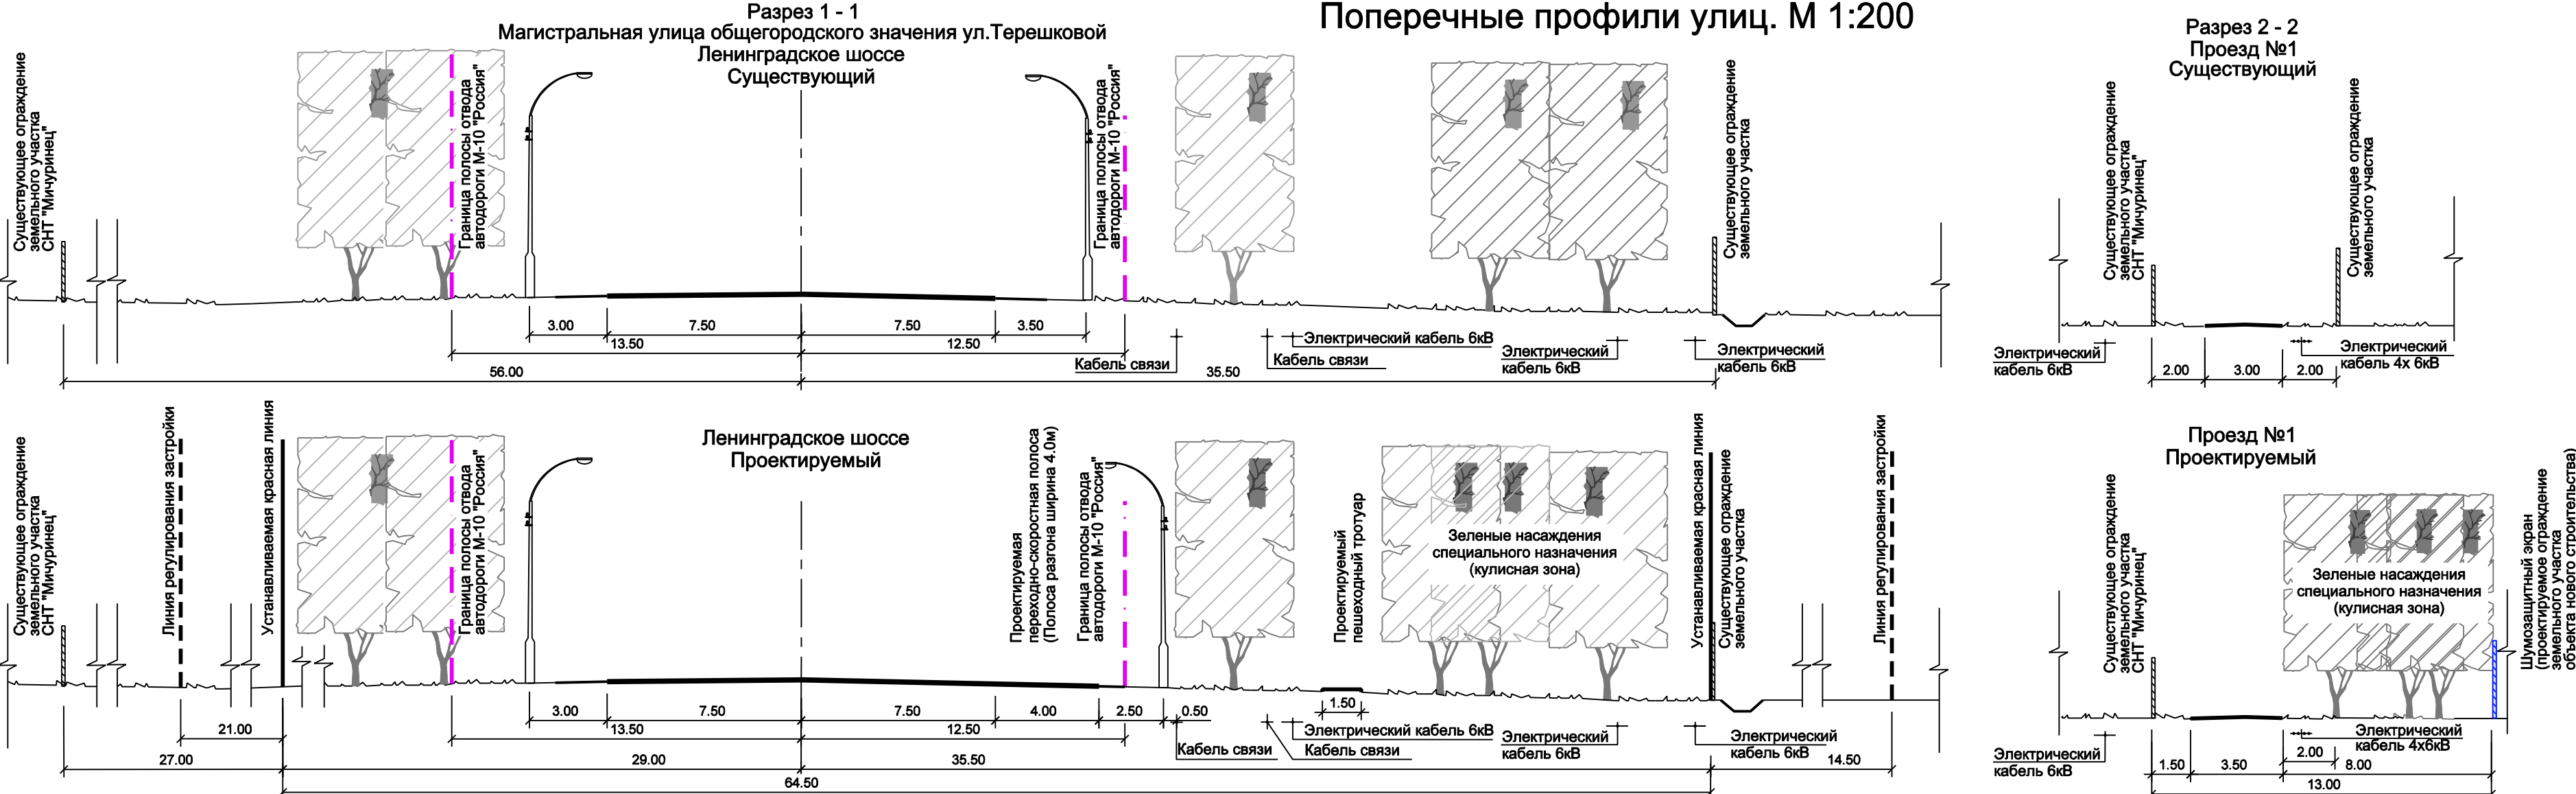 Поперечные профили улиц. М 1:200
Разрез 1 - 1
Магистральная улица общегородского значения ул.Терешковой
Ленинградское шоссе
Существующий
Существующее ограждение
земельного участка
СНТ "Мичуринец"
Граница полосы отвода
автодороги М-10 "Россия"
Граница полосы отвода
автодороги М-10 "Россия"
Существующее ограждение
земельного участка
3.00
7.50
7.50
3.50
13.50
12.50
Кабель связи
Кабель связи
Электрический кабель 6кВ
Электрический
кабель 6кВ
Электрический
кабель 6кВ
56.00
35.50
Разрез 2 - 2
Проезд №1
Существующий
Существующее ограждение
земельного участка
СНТ "Мичуринец"
Существующее ограждение
земельного участка
Электрический
кабель 6кВ
Электрический
кабель 4х 6кВ
2.00
3.00
2.00
Ленинградское шоссе
Проектируемый
Существующее ограждение
земельного участка
СНТ "Мичуринец"
Линия регулирования застройки
Устанавливаемая красная линия
Граница полосы отвода
автодороги М-10 "Россия"
Проектируемая
переходно-скоростная полоса
(Полоса разгона ширина 4.0м)
Граница полосы отвода
автодороги М-10 "Россия"
Проектируемый
пешеходный тротуар
Зеленые насаждения
специального назначения
(кулисная зона)
Устанавливаемая красная линия
Существующее ограждение
земельного участка
Линия регулирования застройки
3.00
7.50
7.50
4.00
2.50
0.50
1.50
21.00
13.50
12.50
Кабель связи
Кабель связи
Электрический кабель 6кВ
Электрический
кабель 6кВ
Электрический
кабель 6кВ
27.00
29.00
35.50
14.50
64.50
Проезд №1
Проектируемый
Существующее ограждение
земельного участка
СНТ "Мичуринец"
Зеленые насаждения
специального назначения
(кулисная зона)
Шумозащитный экран
(проектируемое ограждение
земельного участка
объекта нового строительства)
Электрический
кабель 6кВ
Электрический
кабель 4х6кВ
1.50
3.50
2.00
8.00
13.00